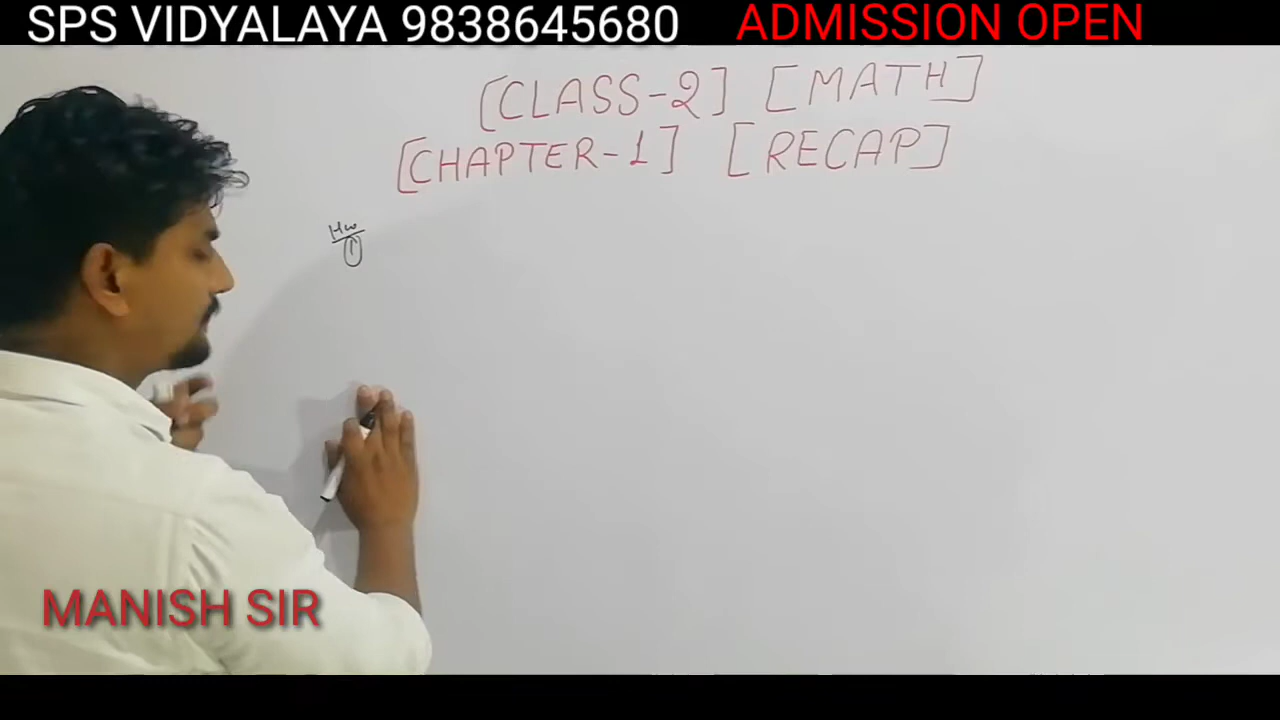 SPS VIDYALAYA 9838645680 ADMISSION OPEN
[CLASS-2] [MATH]
[CHAPTER-1] [RECAP]
Hw
1
MANISH SIR